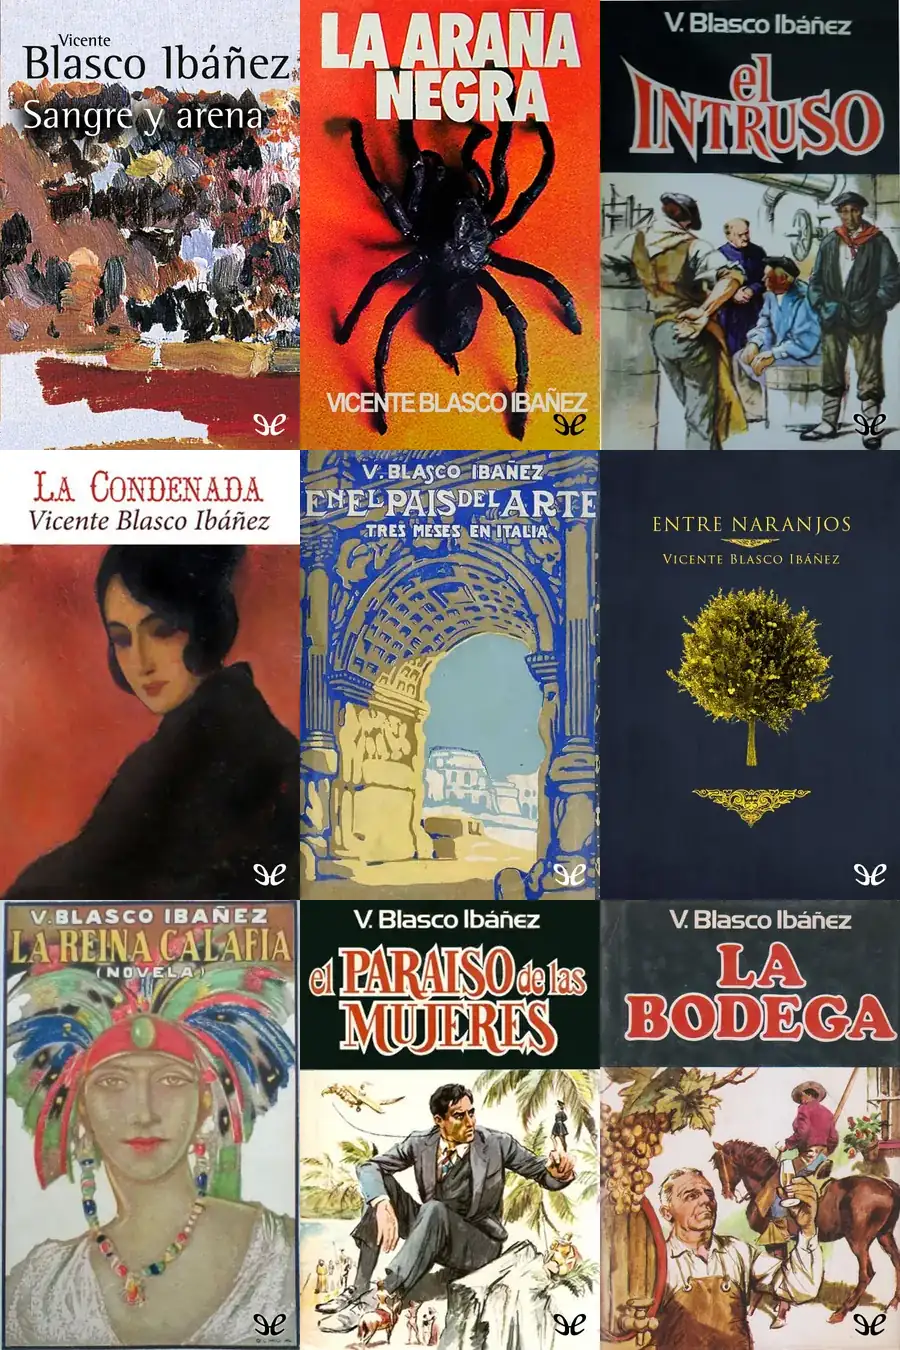 Vicente
Blasco Ibáñez
Sangre y arena
LA ARAÑA
NEGRA
VICENTE BLASCO IBAÑEZ
V. Blasco Ibáñez
el
INTRUSO
LA CONDENADA
Vicente Blasco Ibáñez
V. BLASCO IBAÑEZ
EN EL PAIS DEL ARTE
TRES MESES EN ITALIA
ENTRE NARANJOS
VICENTE BLASCO IBÁÑEZ
V. BLASCO IBAÑEZ
LA REINA CALAFIA
(NOVELA)
V. Blasco Ibáñez
el PARAISO de las
MUJERES
V. Blasco Ibáñez
LA
BODEGA